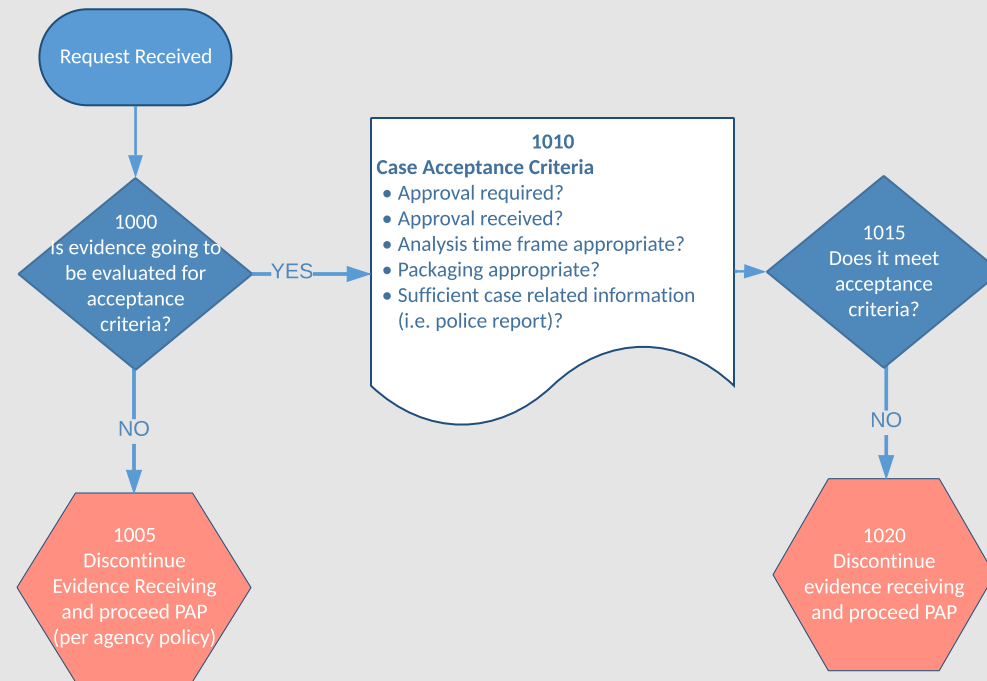 Request Received
1000
Is evidence going to
be evaluated for
acceptance
criteria?
YES
NO
1005
Discontinue
Evidence Receiving
and proceed PAP
(per agency policy)
1010
Case Acceptance Criteria
• Approval required?
• Approval received?
• Analysis time frame appropriate?
• Packaging appropriate?
• Sufficient case related information
(i.e. police report)?
1015
Does it meet
acceptance
criteria?
NO
1020
Discontinue
evidence receiving
and proceed PAP